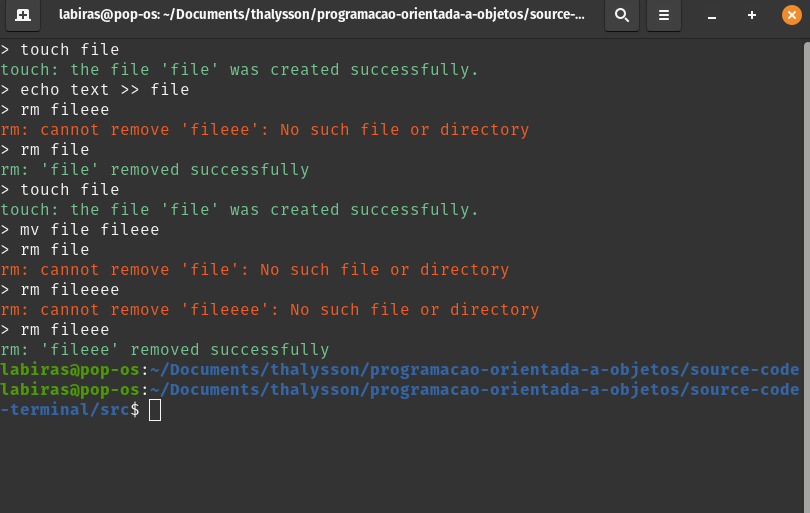 labiras@pop-os: ~/Documents/thalysson/programacao-orientada-a-objetos/source-...
> touch file
touch: the file 'file' was created successfully.
> echo text >> file
> rm fileee
rm: cannot remove 'fileee': No such file or directory
> rm file
rm: 'file' removed successfully
> touch file
touch: the file 'file' was created successfully.
> mv file fileee
> rm file
rm: cannot remove 'file': No such file or directory
> rm fileeee
rm: cannot remove 'fileeee': No such file or directory
> rm fileee
rm: 'fileee' removed successfully
labiras@pop-os:~/Documents/thalysson/programacao-orientada-a-objetos/source-code
labiras@pop-os:~/Documents/thalysson/programacao-orientada-a-objetos/source-code
-terminal/src$